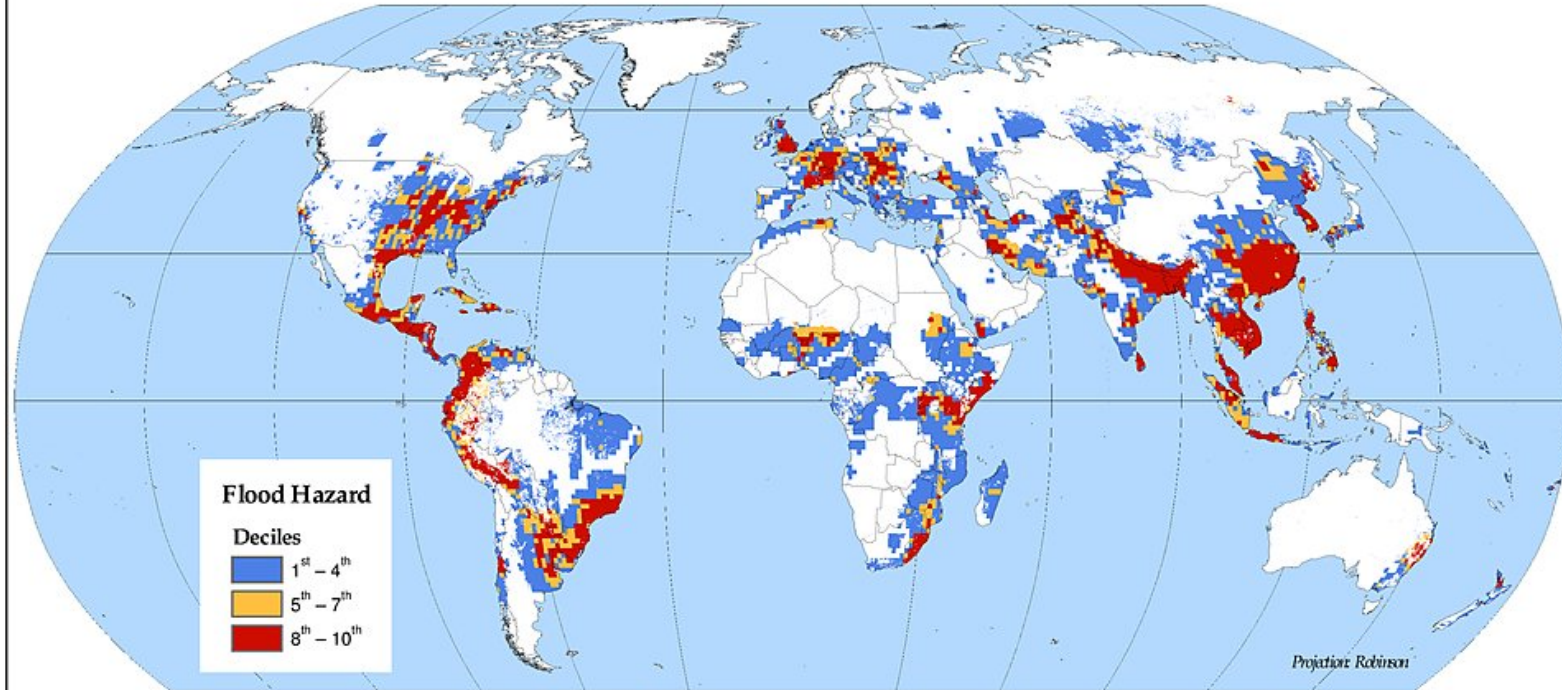 Flood Hazard
Deciles
1st – 4th
5th – 7th
8th – 10th
Projection: Robinson